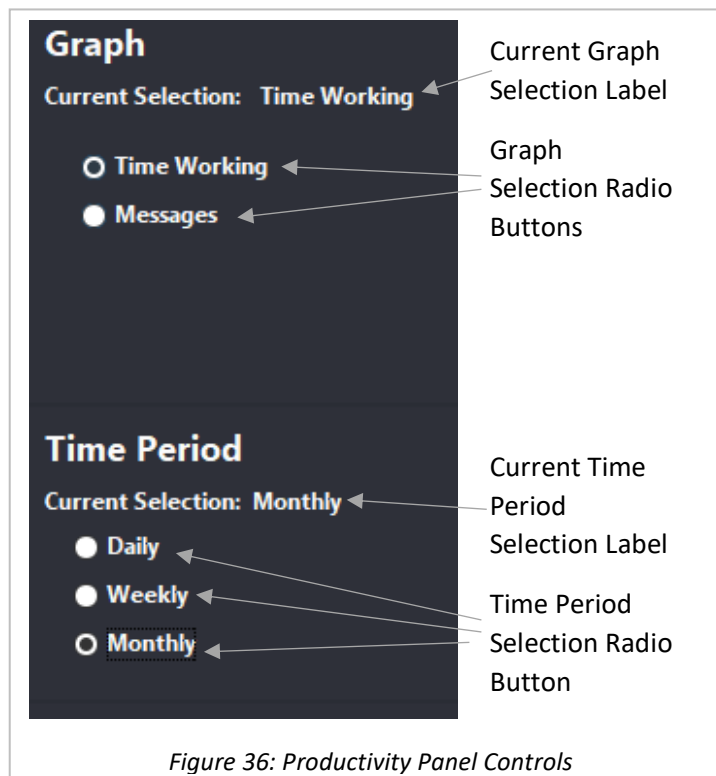 Graph
Current Selection: Time Working
Time Working
Messages
Time Period
Current Selection: Monthly
Daily
Weekly
Monthly
Current Graph
Selection Label
Graph
Selection Radio
Buttons
Current Time
Period
Selection Label
Time Period
Selection Radio
Button
Figure 36: Productivity Panel Controls